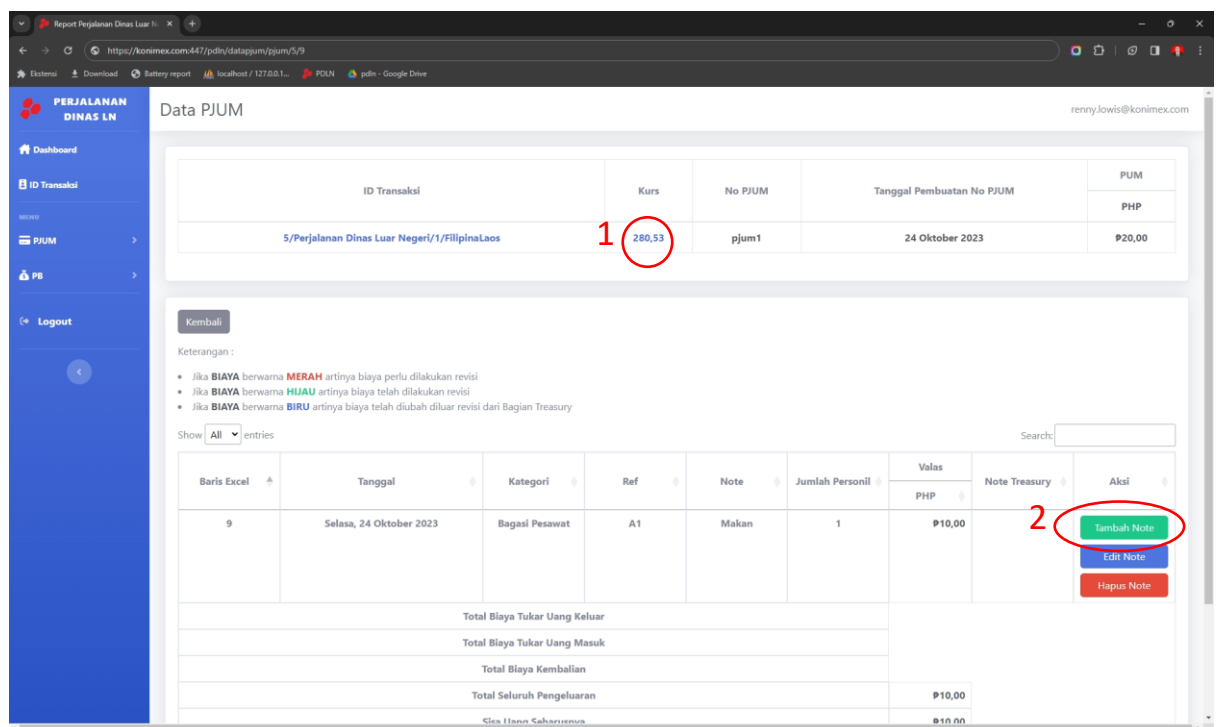 Report Perjalanan Dinas Luar N
https://konimex.com:447/pdln/datapjum/pjum/5/9
Ekstensi Download Battery report localhost / 127.0.0.1... PDLN pdln - Google Drive
PERJALANAN
DINAS LN
Data PJUM
renny.lowis@konimex.com
Dashboard
ID Transaksi
MENU
PJUM
PB
Logout
ID Transaksi Kurs No PJUM Tanggal Pembuatan No PJUM PUM
PHP
5/Perjalanan Dinas Luar Negeri/1/FilipinaLaos 1 280,53 pjum1 24 Oktober 2023 ₱20,00
Kembali
Keterangan :
Jika BIAYA berwarna MERAH artinya biaya perlu dilakukan revisi
Jika BIAYA berwarna HIJAU artinya biaya telah dilakukan revisi
Jika BIAYA berwarna BIRU artinya biaya telah diubah diluar revisi dari Bagian Treasury
Show All entries Search:
Baris Excel Tanggal Kategori Ref Note Jumlah Personil Valas Note Treasury Aksi
PHP
9 Selasa, 24 Oktober 2023 Bagasi Pesawat A1 Makan 1 ₱10,00 2 Tambah Note
Edit Note
Hapus Note
Total Biaya Tukar Uang Keluar
Total Biaya Tukar Uang Masuk
Total Biaya Kembalian
Total Seluruh Pengeluaran ₱10,00
Sisa Uang Seharusnya ₱10,00